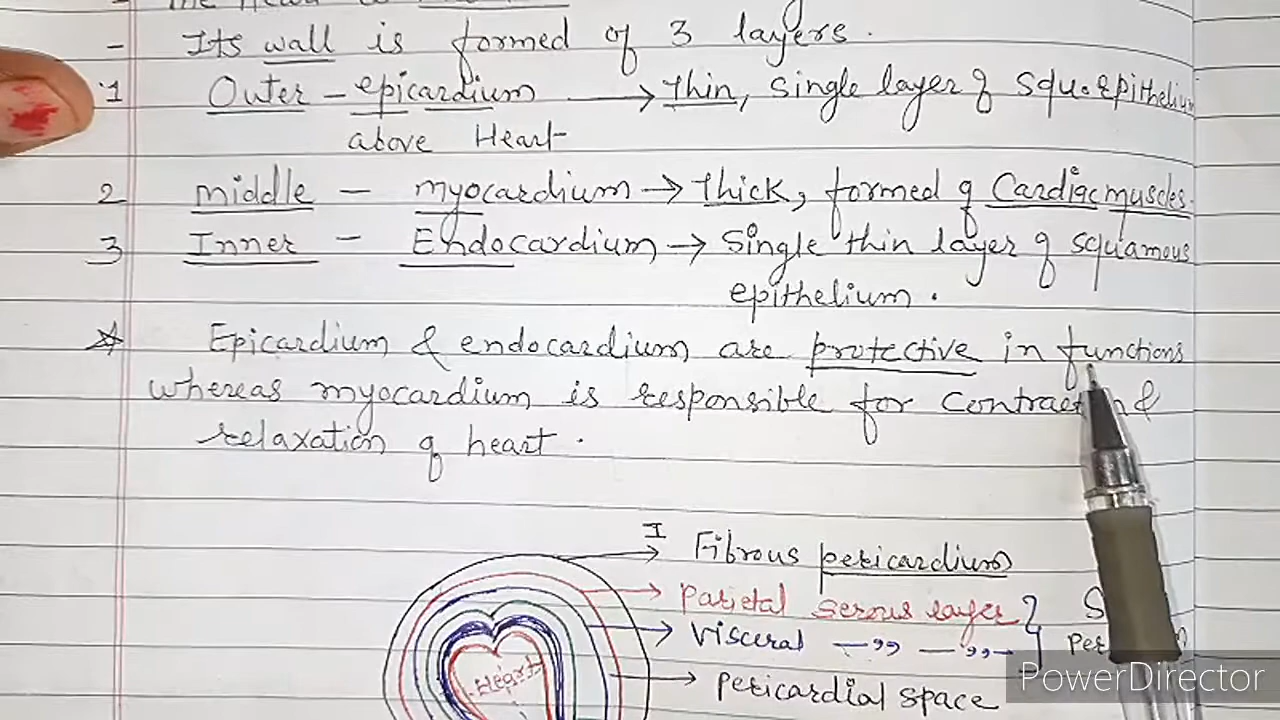 - Its wall is formed of 3 layers.
1 Outer - epicardium → thin, single layer of squ. epithelium
above Heart
2 middle - myocardium → thick, formed of Cardiac muscles.
3 Inner - Endocardium → single thin layer of squamous
epithelium.
Epicardium & endocardium are protective in functions
whereas myocardium is responsible for &
relaxation of heart.
I Fibrous pericardium
Parietal serous layer
Visceral — ,, — ,, —
Heart
pericardial space
PowerDirector